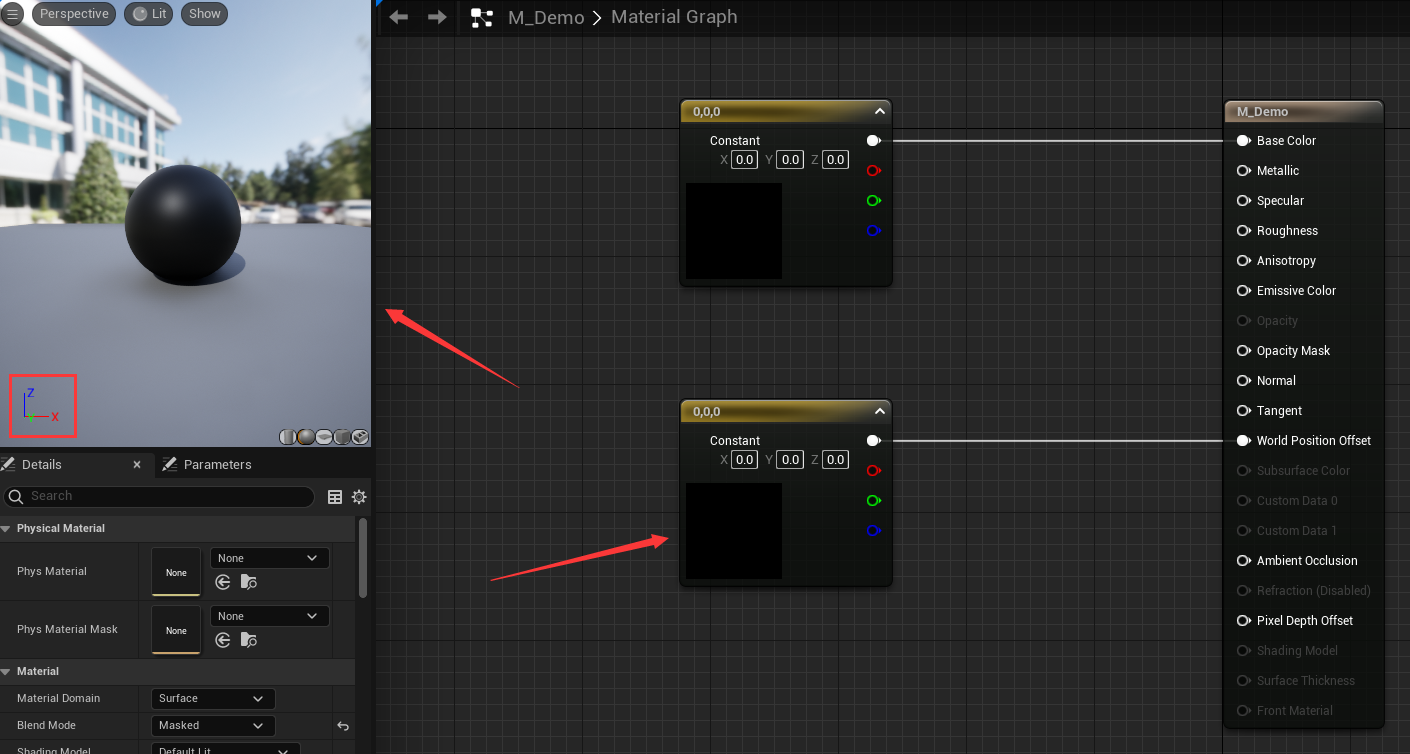 Perspective
Lit
Show
Z
Y
X
Details
Parameters
Search
Physical Material
Phys Material
None
None
Phys Material Mask
None
None
Material
Material Domain
Surface
Blend Mode
Masked
Shading Model
Default Lit
M_Demo
Material Graph
0,0,0
Constant
X 0.0 Y 0.0 Z 0.0
0,0,0
Constant
X 0.0 Y 0.0 Z 0.0
M_Demo
Base Color
Metallic
Specular
Roughness
Anisotropy
Emissive Color
Opacity
Opacity Mask
Normal
Tangent
World Position Offset
Subsurface Color
Custom Data 0
Custom Data 1
Ambient Occlusion
Refraction (Disabled)
Pixel Depth Offset
Shading Model
Surface Thickness
Front Material